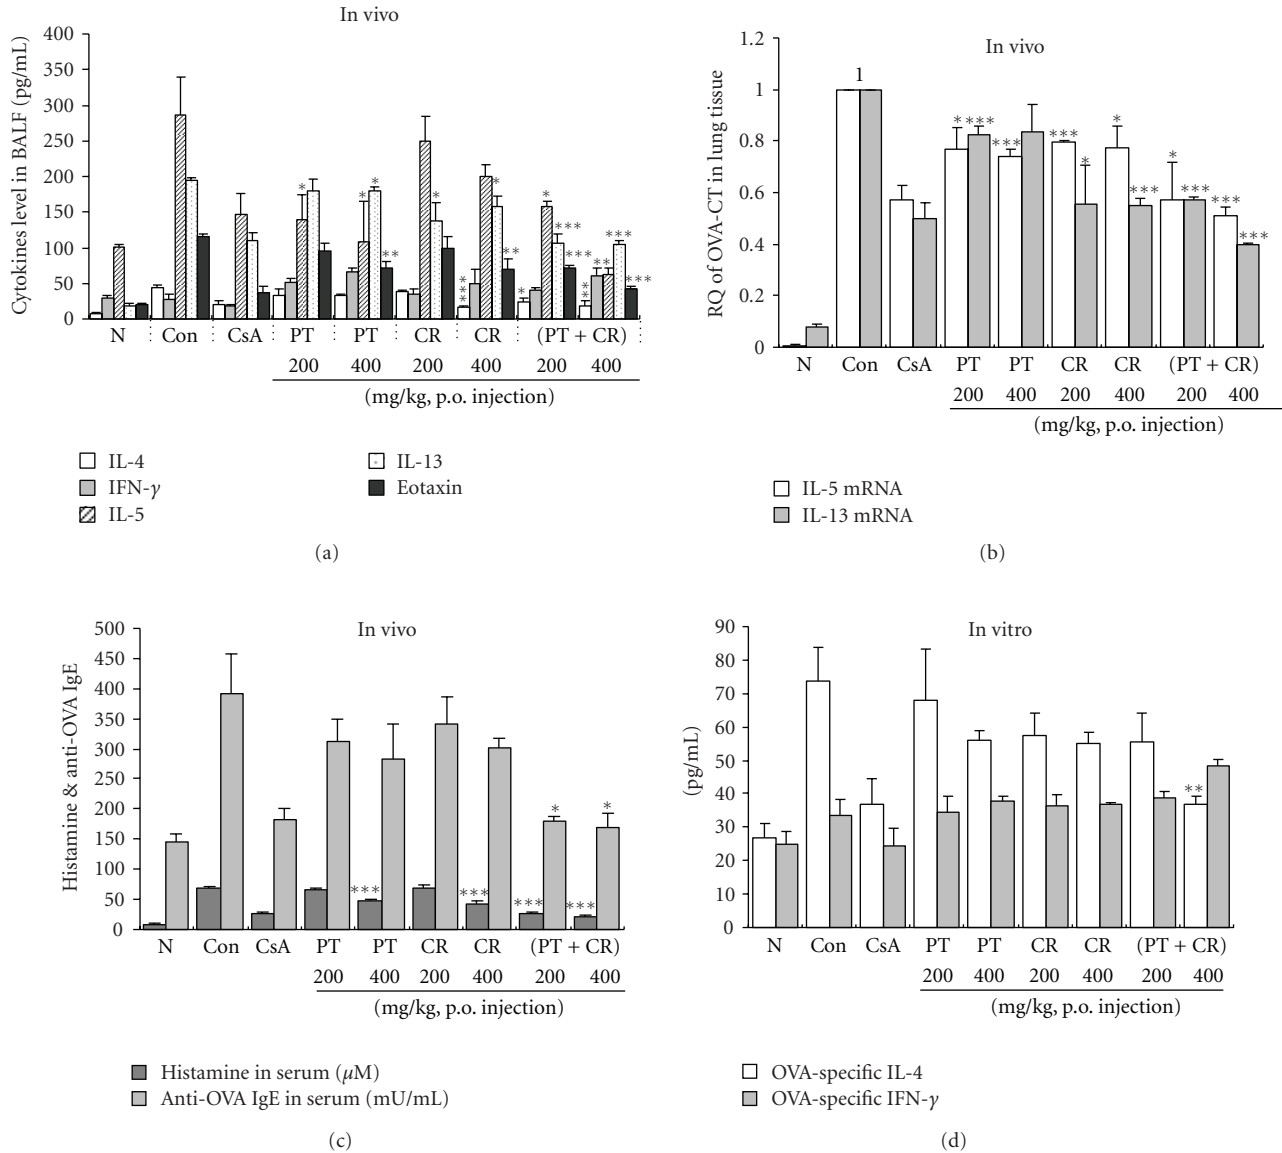 In vivo
Cytokines level in BALF (pg/mL)
400
350
300
250
200
150
100
50
0
* * * * * ** *** ** * * *** *** ** ** *** ***
N Con CsA PT PT CR CR (PT + CR)
200 400 200 400 200 400
(mg/kg, p.o. injection)
IL-4
IFN-γ
IL-5
IL-13
Eotaxin
(a)
In vivo
RQ of OVA-CT in lung tissue
1.2
1
0.8
0.6
0.4
0.2
0
1
* *** *** *** * * *** * *** *** ***
N Con CsA PT PT CR CR (PT + CR)
200 400 200 400 200 400
(mg/kg, p.o. injection)
IL-5 mRNA
IL-13 mRNA
(b)
In vivo
Histamine & anti-OVA IgE
500
450
400
350
300
250
200
150
100
50
0
*** *** *** * *** *
N Con CsA PT PT CR CR (PT + CR)
200 400 200 400 200 400
(mg/kg, p.o. injection)
Histamine in serum (μM)
Anti-OVA IgE in serum (mU/mL)
(c)
In vitro
(pg/mL)
90
80
70
60
50
40
30
20
10
0
**
N Con CsA PT PT CR CR (PT + CR)
200 400 200 400 200 400
(mg/kg, p.o. injection)
OVA-specific IL-4
OVA-specific IFN-γ
(d)